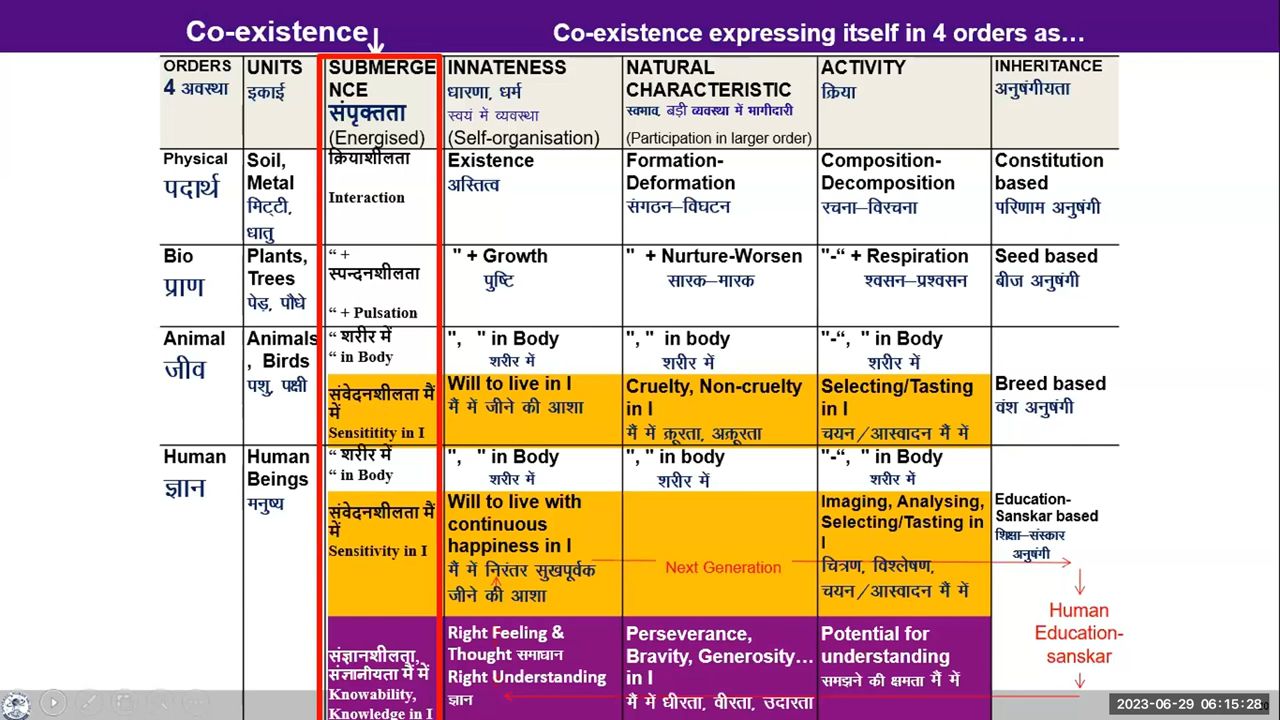 Co-existence
Co-existence expressing itself in 4 orders as…
ORDERS
4 अवस्था
UNITS
इकाई
SUBMERGE
NCE
संपृक्तता
(Energised)
INNATENESS
धारणा, धर्म
स्वयं में व्यवस्था
(Self-organisation)
NATURAL
CHARACTERISTIC
स्वभाव, बड़ी व्यवस्था में भागीदारी
(Participation in larger order)
ACTIVITY
क्रिया
INHERITANCE
अनुषंगीयता
Physical
पदार्थ
Soil,
Metal
मिट्टी,
धातु
क्रियाशीलता
Interaction
Existence
अस्तित्व
Formation-
Deformation
संगठन–विघटन
Composition-
Decomposition
रचना–विरचना
Constitution
based
परिणाम अनुषंगी
Bio
प्राण
Plants,
Trees
पेड़, पौधे
“ +
स्पन्दनशीलता
“ + Pulsation
" + Growth
पुष्टि
" + Nurture-Worsen
सारक–मारक
"-“ + Respiration
श्वसन–प्रश्वसन
Seed based
बीज अनुषंगी
Animal
जीव
Animals
, Birds
पशु, पक्षी
“ शरीर में
“ in Body
", " in Body
शरीर में
", " in body
शरीर में
"-“, " in Body
शरीर में
संवेदनशीलता मैं
में
Sensitivity in I
Will to live in I
मैं में जीने की आशा
Cruelty, Non-cruelty
in I
मैं में क्रूरता, अक्रूरता
Selecting/Tasting
in I
चयन/आस्वादन मैं में
Breed based
वंश अनुषंगी
Human
ज्ञान
Human
Beings
मनुष्य
“ शरीर में
“ in Body
", " in Body
शरीर में
", " in body
शरीर में
"-“, " in Body
शरीर में
संवेदनशीलता मैं
में
Sensitivity in I
Will to live with
continuous
happiness in I
मैं में निरंतर सुखपूर्वक
जीने की आशा
Next Generation
Imaging, Analysing,
Selecting/Tasting in
I
चित्रण, विश्लेषण,
चयन/आस्वादन मैं में
Education-
Sanskar based
शिक्षा–संस्कार
अनुषंगी
Human
Education-
sanskar
संज्ञानशीलता,
संज्ञानीयता मैं में
Knowability,
Knowledge in I
Right Feeling &
Thought समाधान
Right Understanding
ज्ञान
Perseverance,
Bravity, Generosity…
in I
मैं में धीरता, वीरता, उदारता
Potential for
understanding
समझने की क्षमता मैं में
2023-06-29 06:15:28